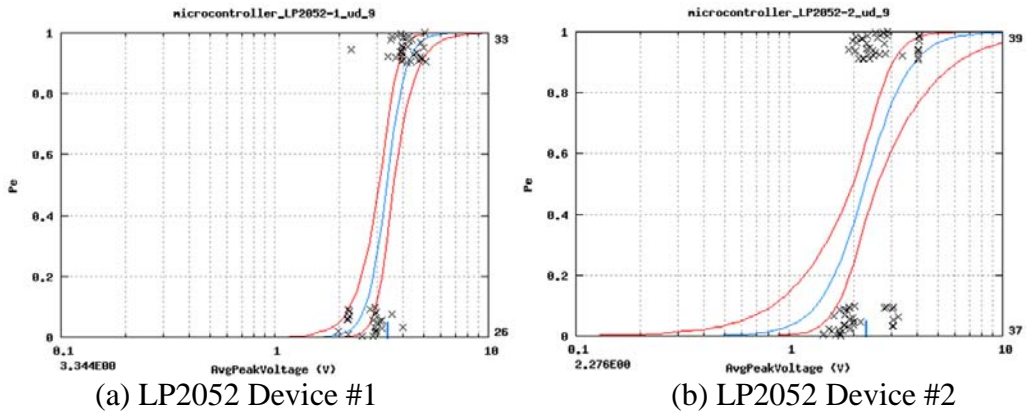 microcontroller_LP2052-1_ud_9
1
0.8
0.6
0.4
0.2
0
Pe
33
26
0.1
1
10
3.344E00
AvgPeakVoltage (V)
(a) LP2052 Device #1
microcontroller_LP2052-2_ud_9
1
0.8
0.6
0.4
0.2
0
Pe
39
37
0.1
1
10
2.276E00
AvgPeakVoltage (V)
(b) LP2052 Device #2